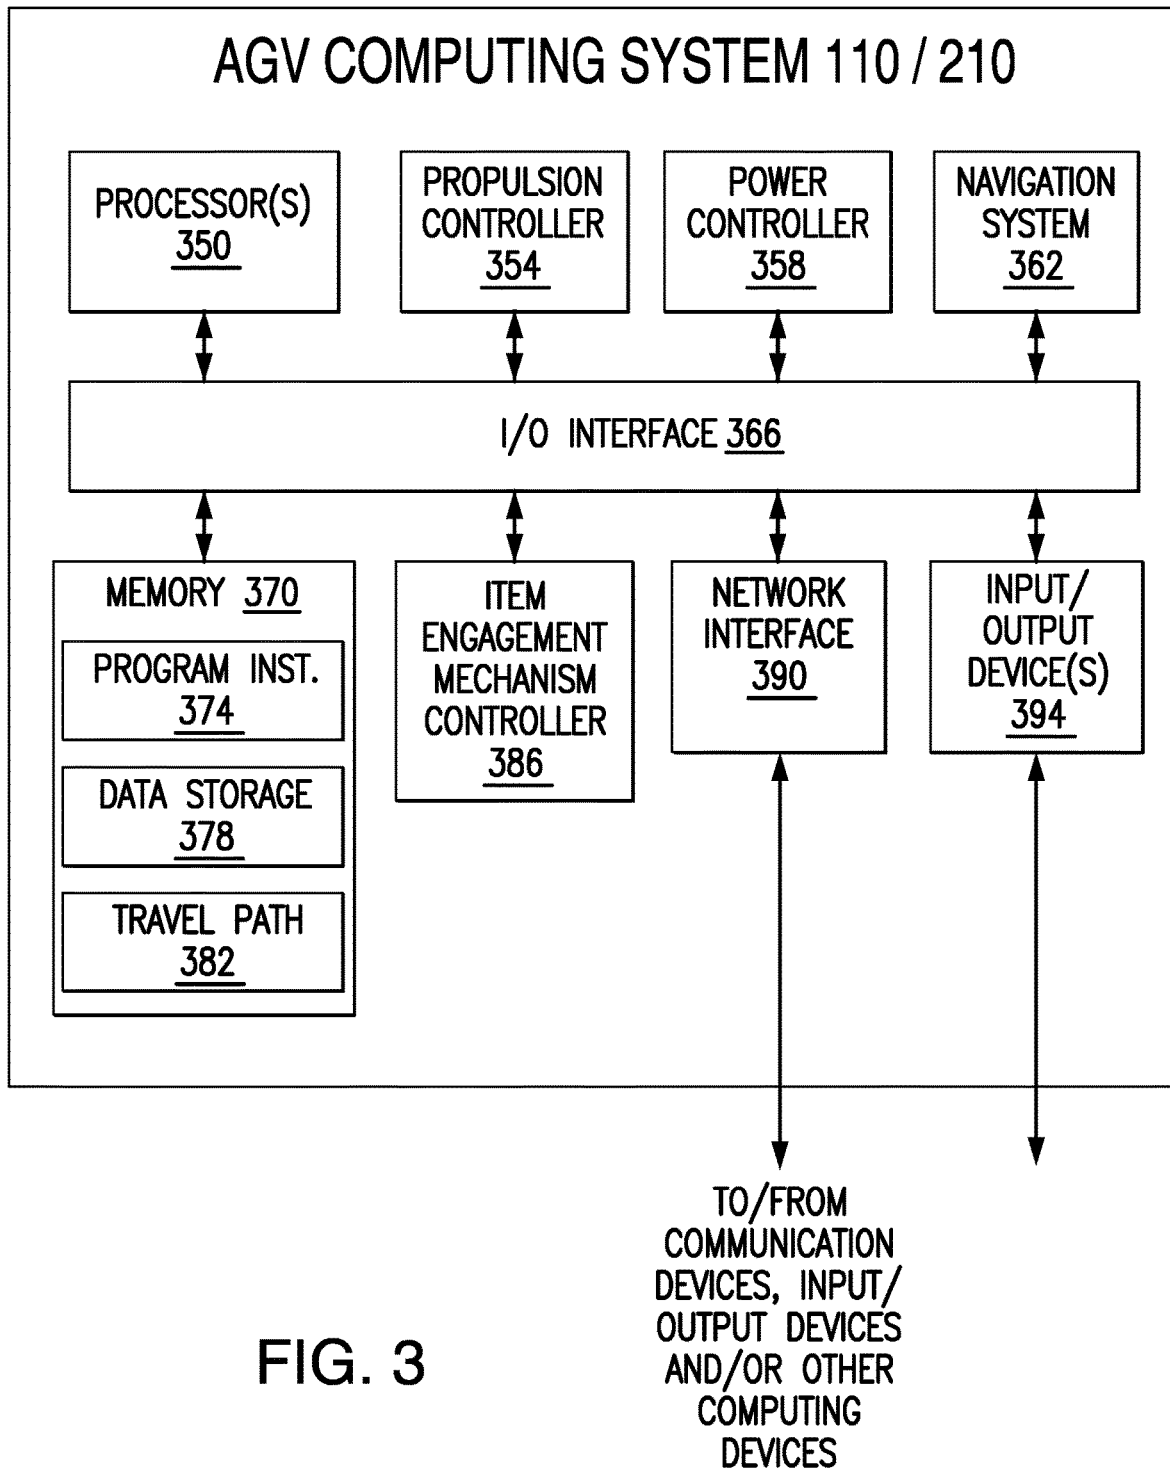 AGV COMPUTING SYSTEM 110 / 210
PROCESSOR(S)
350
PROPULSION
CONTROLLER
354
POWER
CONTROLLER
358
NAVIGATION
SYSTEM
362
I/O INTERFACE 366
MEMORY 370
PROGRAM INST.
374
DATA STORAGE
378
TRAVEL PATH
382
ITEM
ENGAGEMENT
MECHANISM
CONTROLLER
386
NETWORK
INTERFACE
390
INPUT/
OUTPUT
DEVICE(S)
394
TO/FROM
COMMUNICATION
DEVICES, INPUT/
OUTPUT DEVICES
AND/OR OTHER
COMPUTING
DEVICES
FIG. 3